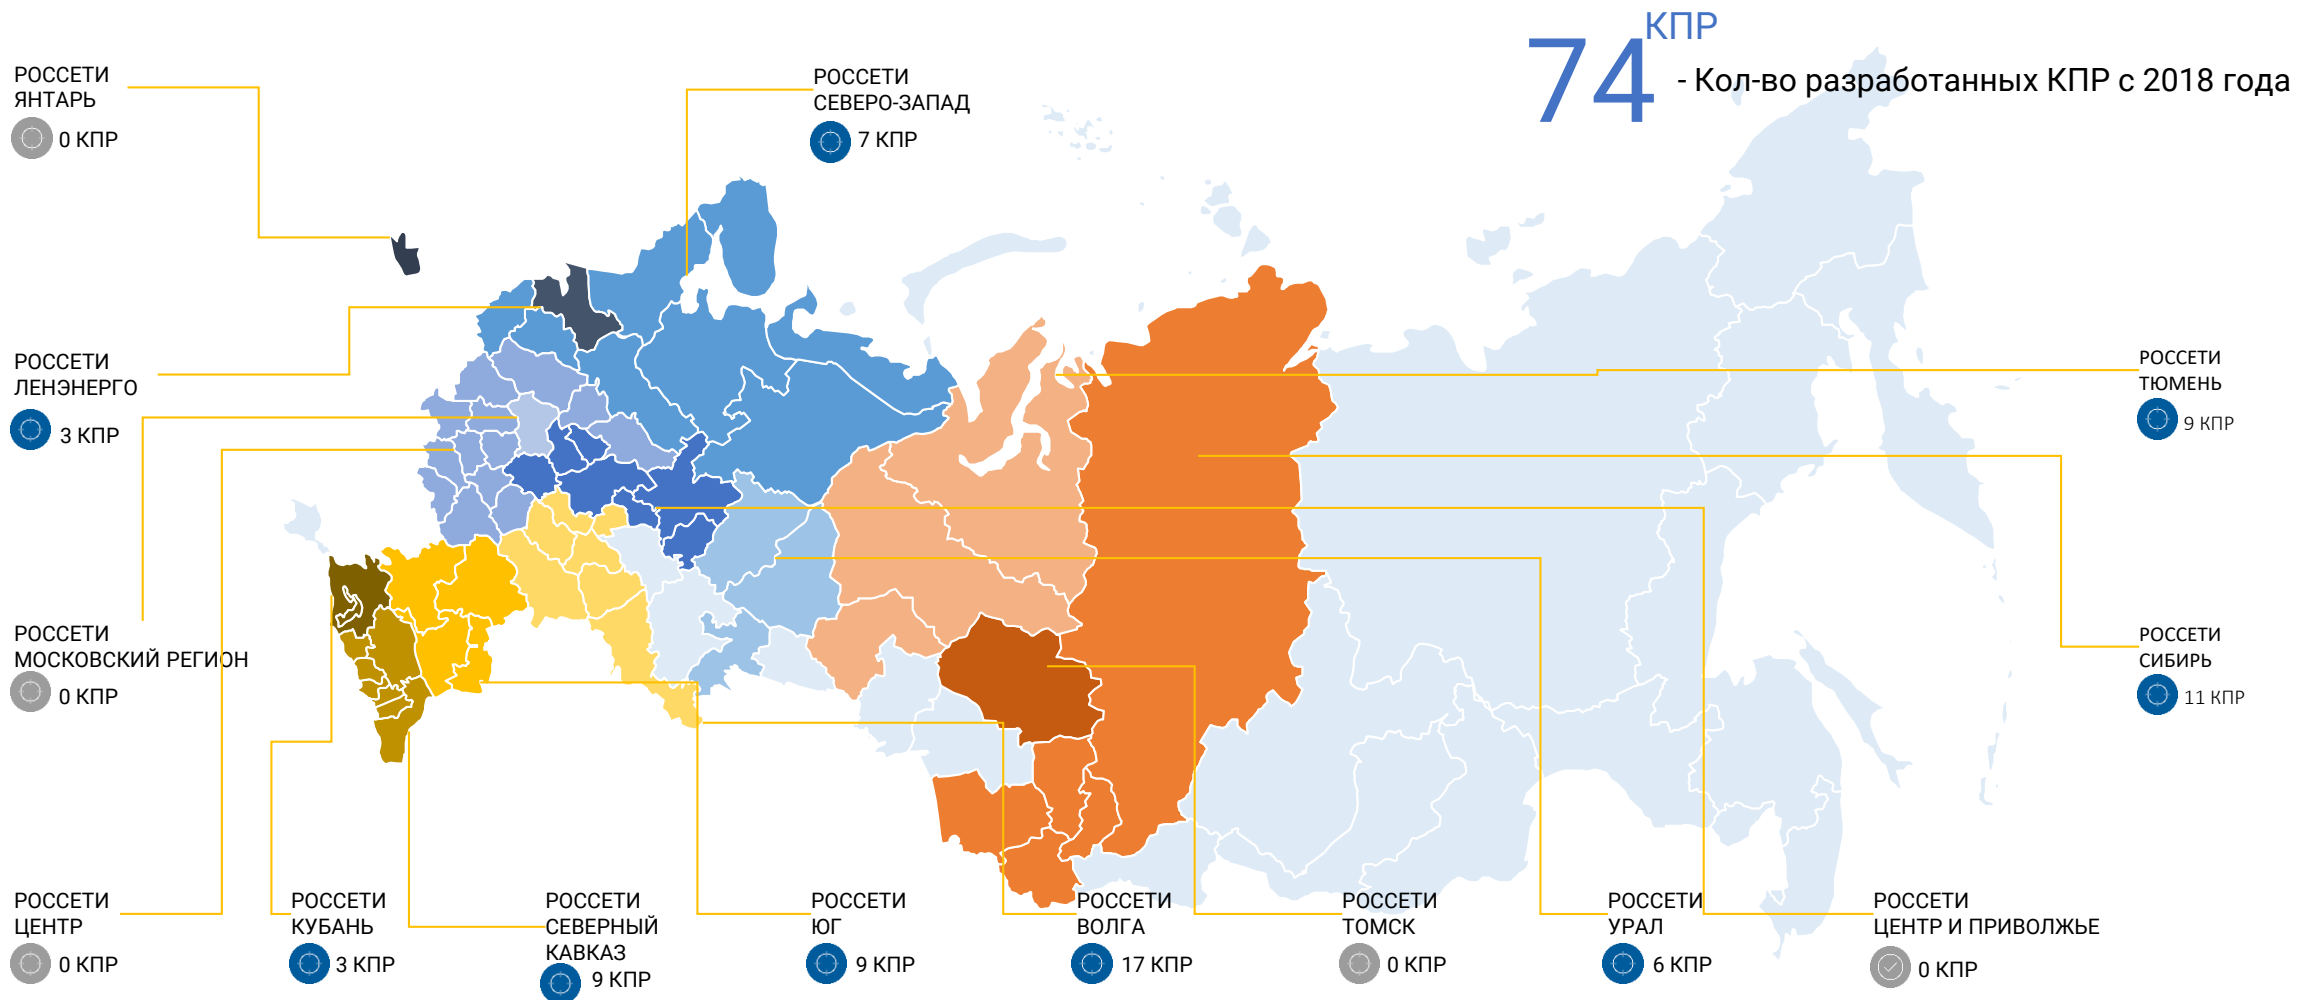 КПР
74
- Кол-во разработанных КПР с 2018 года
РОССЕТИ
ЯНТАРЬ
0 КПР
РОССЕТИ
СЕВЕРО-ЗАПАД
7 КПР
РОССЕТИ
ЛЕНЭНЕРГО
3 КПР
РОССЕТИ
ТЮМЕНЬ
9 КПР
РОССЕТИ
МОСКОВСКИЙ РЕГИОН
0 КПР
РОССЕТИ
СИБИРЬ
11 КПР
РОССЕТИ
ЦЕНТР
0 КПР
РОССЕТИ
КУБАНЬ
3 КПР
РОССЕТИ
СЕВЕРНЫЙ
КАВКАЗ
9 КПР
РОССЕТИ
ЮГ
9 КПР
РОССЕТИ
ВОЛГА
17 КПР
РОССЕТИ
ТОМСК
0 КПР
РОССЕТИ
УРАЛ
6 КПР
РОССЕТИ
ЦЕНТР И ПРИВОЛЖЬЕ
0 КПР